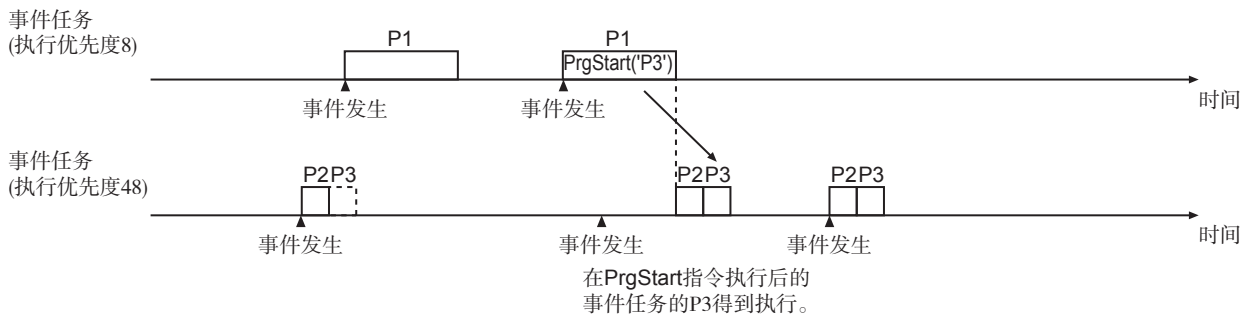 事件任务
(执行优先度8)
P1
P1
PrgStart('P3')
事件发生
事件发生
时间
事件任务
(执行优先度48)
P2P3
P2P3
P2P3
事件发生
事件发生
事件发生
时间
在PrgStart指令执行后的
事件任务的P3得到执行。